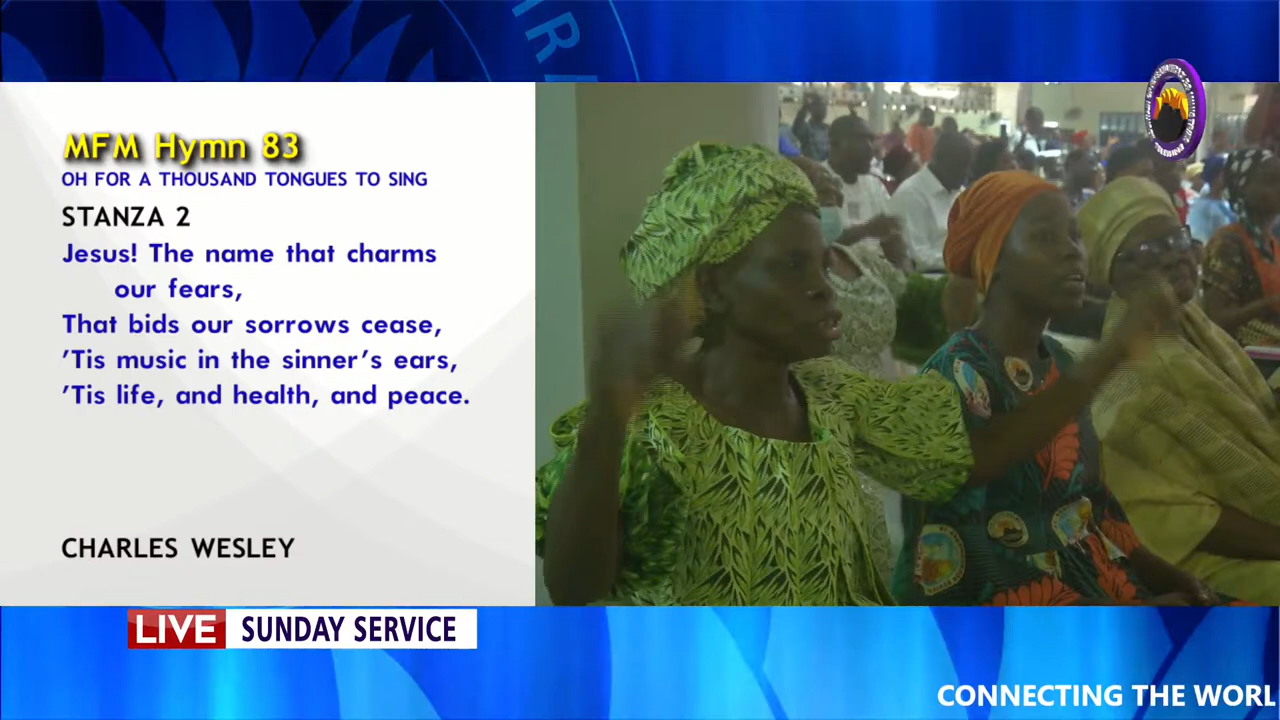 IRA
MFM Hymn 83
OH FOR A THOUSAND TONGUES TO SING
STANZA 2
Jesus! The name that charms
our fears,
That bids our sorrows cease,
’Tis music in the sinner’s ears,
’Tis life, and health, and peace.
CHARLES WESLEY
LIVE SUNDAY SERVICE
CONNECTING THE WORL